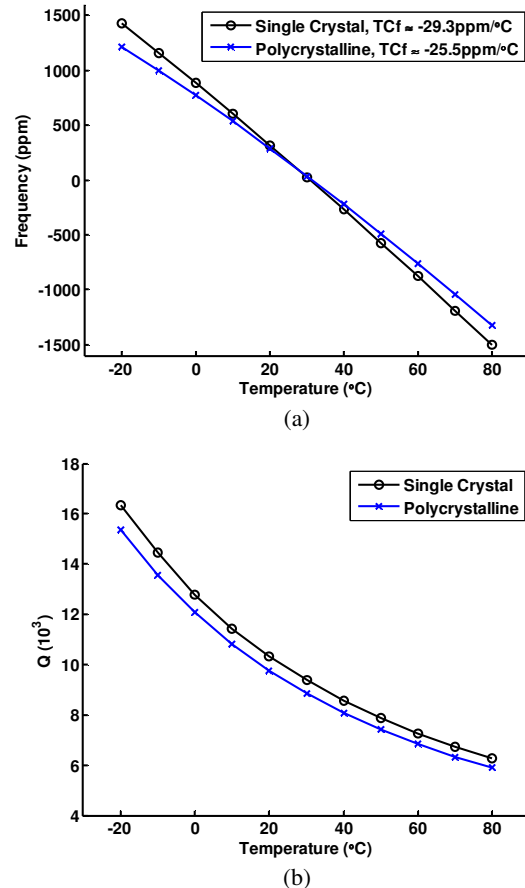 1500
1000
500
0
-500
-1000
-1500
Frequency (ppm)
Single Crystal, TCf ≈ -29.3ppm/°C
Polycrystalline, TCf ≈ -25.5ppm/°C
-20 0 20 40 60 80
Temperature (°C)
(a)
18
16
14
12
10
8
6
4
Q (10³)
Single Crystal
Polycrystalline
-20 0 20 40 60 80
Temperature (°C)
(b)